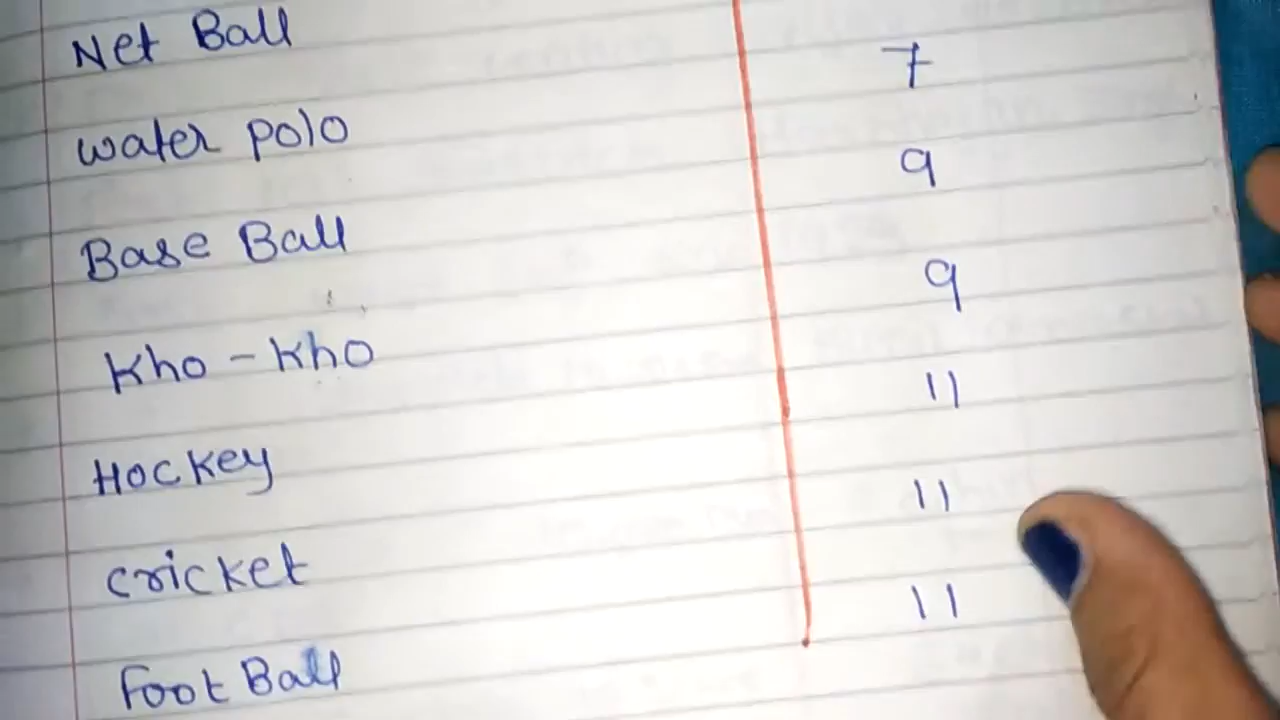 Net Ball
water polo 7
Base Ball 9
Kho - kho 9
Hockey 11
cricket 11
Foot Ball 11